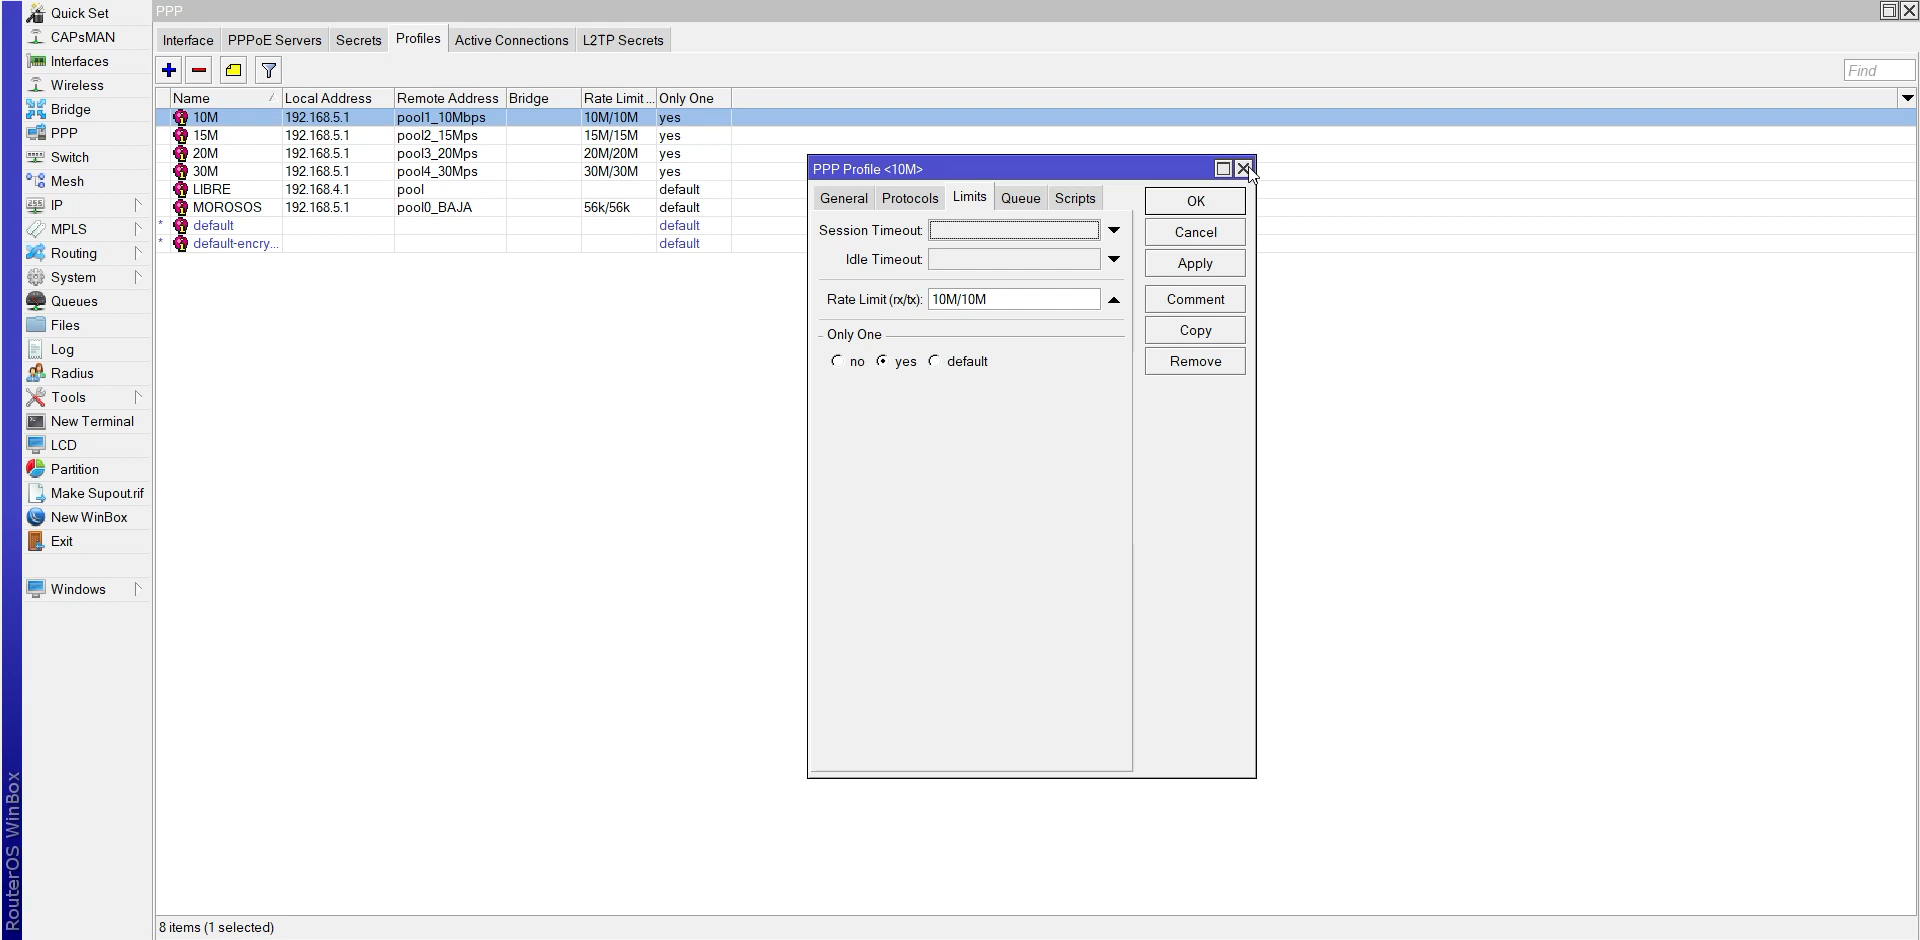 PPP
Quick Set
CAPsMAN
Interfaces
Wireless
Bridge
PPP
Switch
Mesh
IP
MPLS
Routing
System
Queues
Files
Log
Radius
Tools
New Terminal
LCD
Partition
Make Supout.rif
New WinBox
Exit
Windows
RouterOS WinBox
Interface PPPoE Servers Secrets Profiles Active Connections L2TP Secrets
Find
Name Local Address Remote Address Bridge Rate Limit ... Only One
10M 192.168.5.1 pool1_10Mbps 10M/10M yes
15M 192.168.5.1 pool2_15Mps 15M/15M yes
20M 192.168.5.1 pool3_20Mps 20M/20M yes
30M 192.168.5.1 pool4_30Mps 30M/30M yes
LIBRE 192.168.4.1 pool default
MOROSOS 192.168.5.1 pool0_BAJA 56k/56k default
* default default
* default-encry... default
PPP Profile <10M>
General Protocols Limits Queue Scripts
Session Timeout:
Idle Timeout:
Rate Limit (rx/tx): 10M/10M
Only One
no yes default
OK
Cancel
Apply
Comment
Copy
Remove
8 items (1 selected)